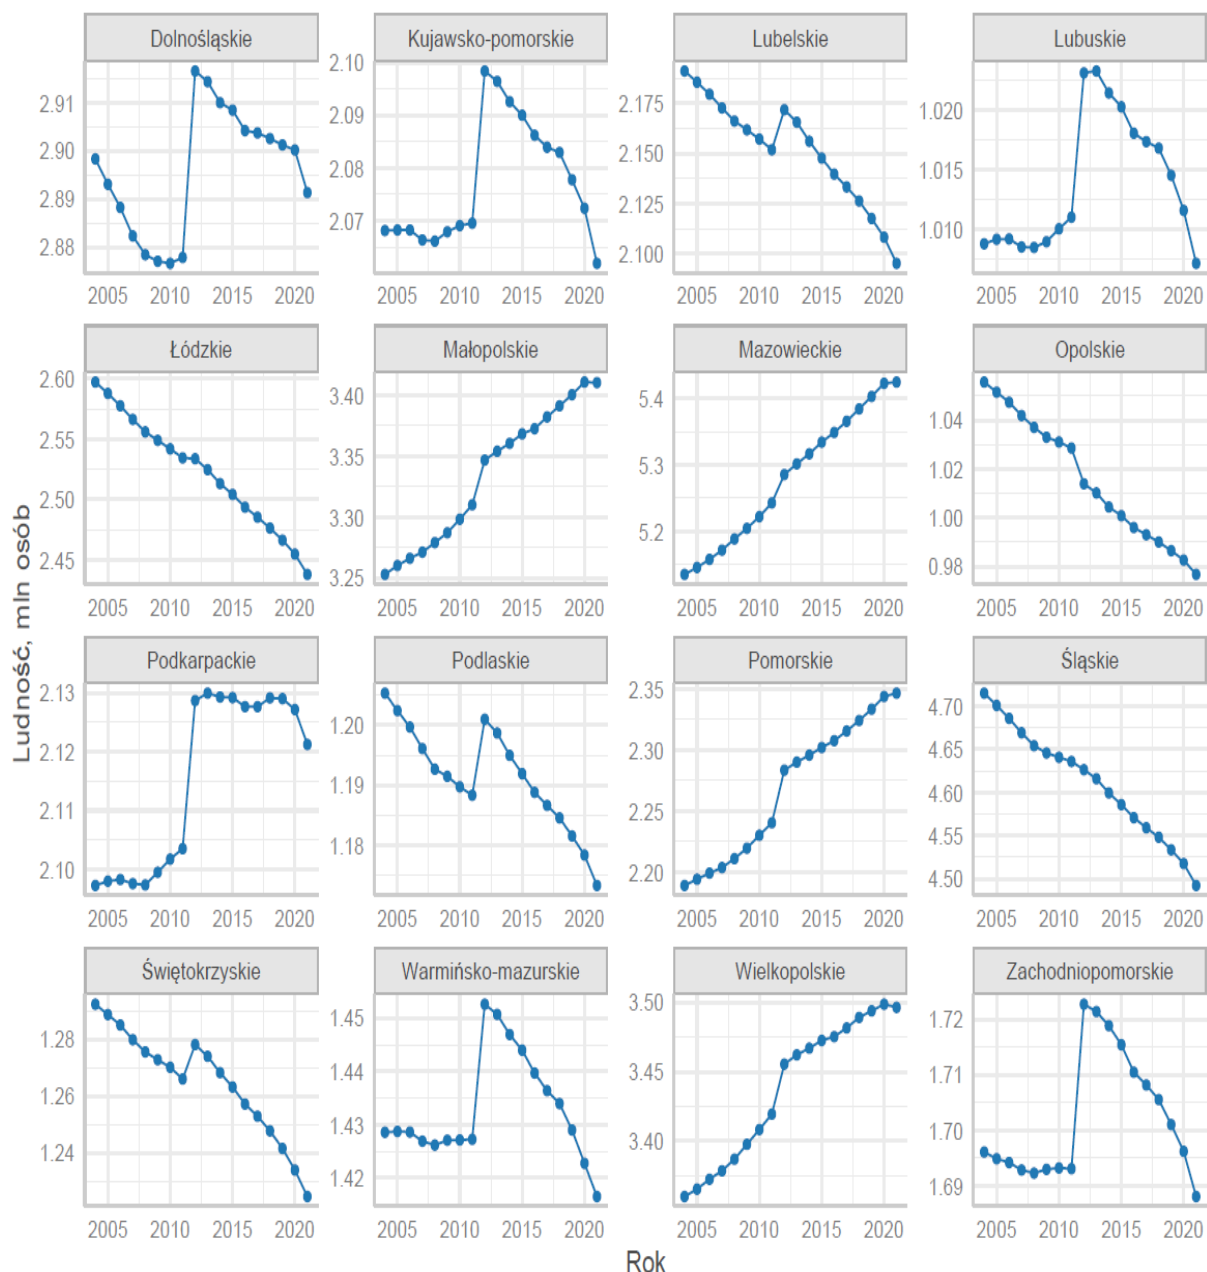 Dolnośląskie Kujawsko-pomorskie Lubelskie Lubuskie
2.91 2.90 2.89 2.88
2.10 2.09 2.08 2.07
2.175 2.150 2.125 2.100
1.020 1.015 1.010
2005 2010 2015 2020 2005 2010 2015 2020 2005 2010 2015 2020 2005 2010 2015 2020
Łódzkie Małopolskie Mazowieckie Opolskie
2.60 2.55 2.50 2.45
3.40 3.35 3.30 3.25
5.4 5.3 5.2
1.04 1.02 1.00 0.98
2005 2010 2015 2020 2005 2010 2015 2020 2005 2010 2015 2020 2005 2010 2015 2020
Ludność, mln osób
Podkarpackie Podlaskie Pomorskie Śląskie
2.13 2.12 2.11 2.10
1.20 1.19 1.18
2.35 2.30 2.25 2.20
4.70 4.65 4.60 4.55 4.50
2005 2010 2015 2020 2005 2010 2015 2020 2005 2010 2015 2020 2005 2010 2015 2020
Świętokrzyskie Warmińsko-mazurskie Wielkopolskie Zachodniopomorskie
1.28 1.26 1.24
1.45 1.44 1.43 1.42
3.50 3.45 3.40
1.72 1.71 1.70 1.69
2005 2010 2015 2020 2005 2010 2015 2020 2005 2010 2015 2020 2005 2010 2015 2020
Rok